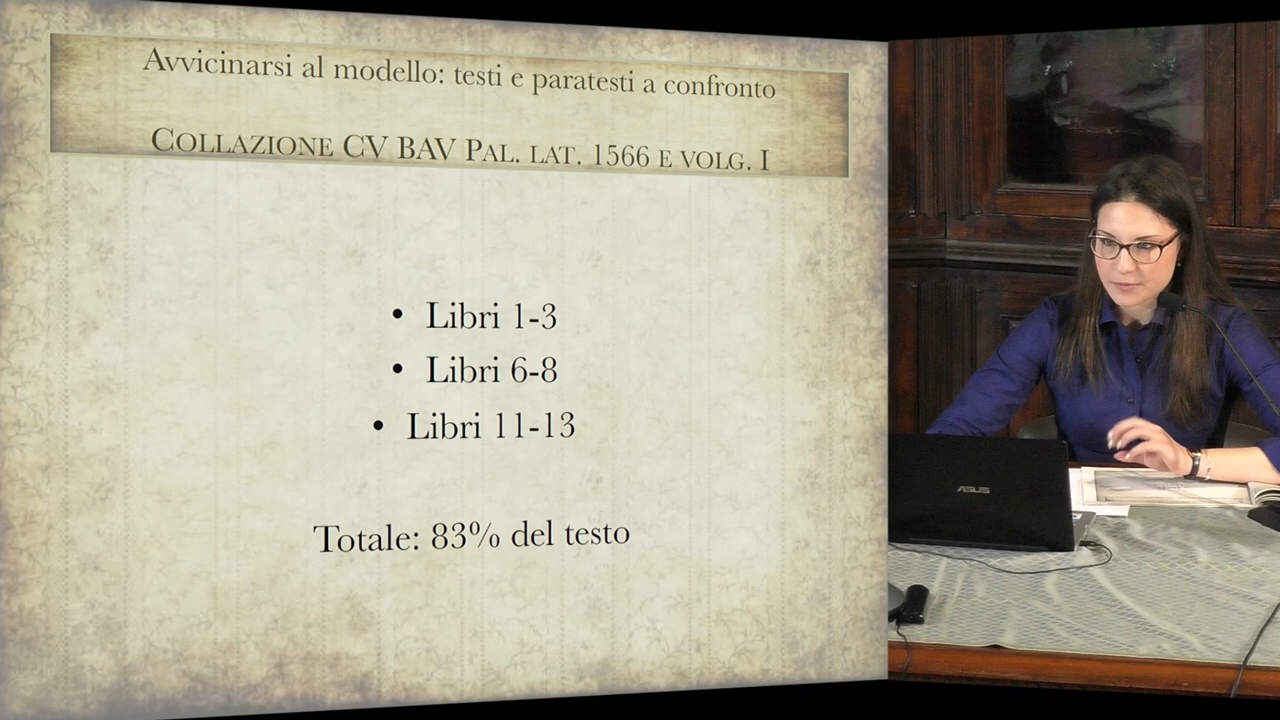 Avvicinarsi al modello: testi e paratesti a confronto
COLLAZIONE CV BAV PAL. LAT. 1566 E VOLG. I
• Libri 1-3
• Libri 6-8
• Libri 11-13
Totale: 83% del testo
ASUS